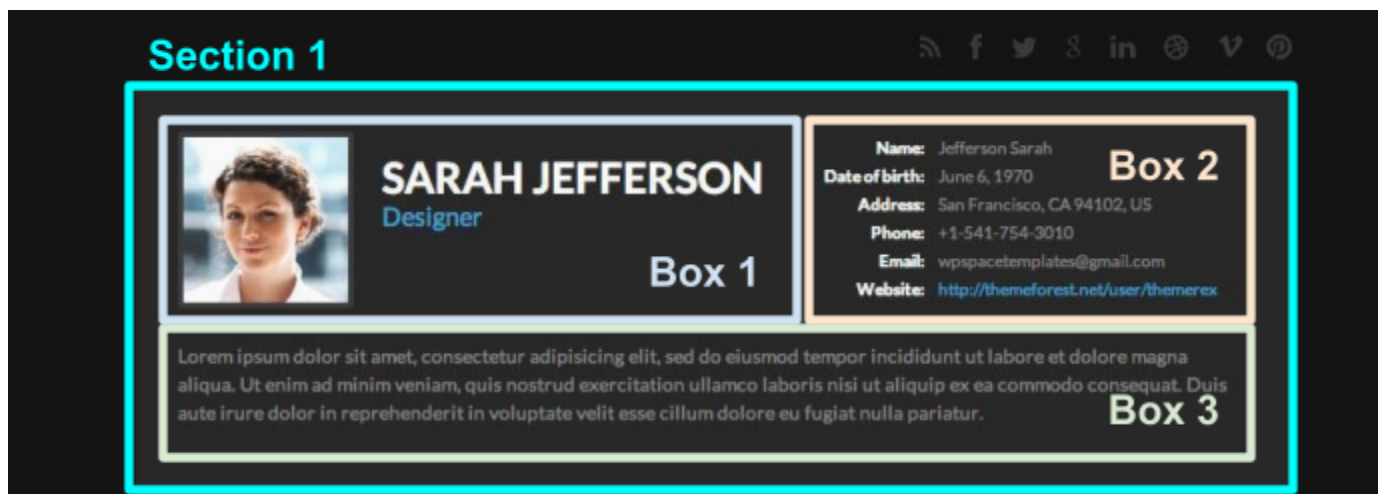 Section 1
SARAH JEFFERSON
Designer
Box 1
Name: Jefferson Sarah
Date of birth: June 6, 1970
Address: San Francisco, CA 94102, US
Phone: +1-541-754-3010
Email: wpspacetemplates@gmail.com
Website: http://themeforest.net/user/themerex
Box 2
Lorem ipsum dolor sit amet, consectetur adipisicing elit, sed do eiusmod tempor incididunt ut labore et dolore magna
aliqua. Ut enim ad minim veniam, quis nostrud exercitation ullamco laboris nisi ut aliquip ex ea commodo consequat. Duis
aute irure dolor in reprehenderit in voluptate velit esse cillum dolore eu fugiat nulla pariatur.
Box 3